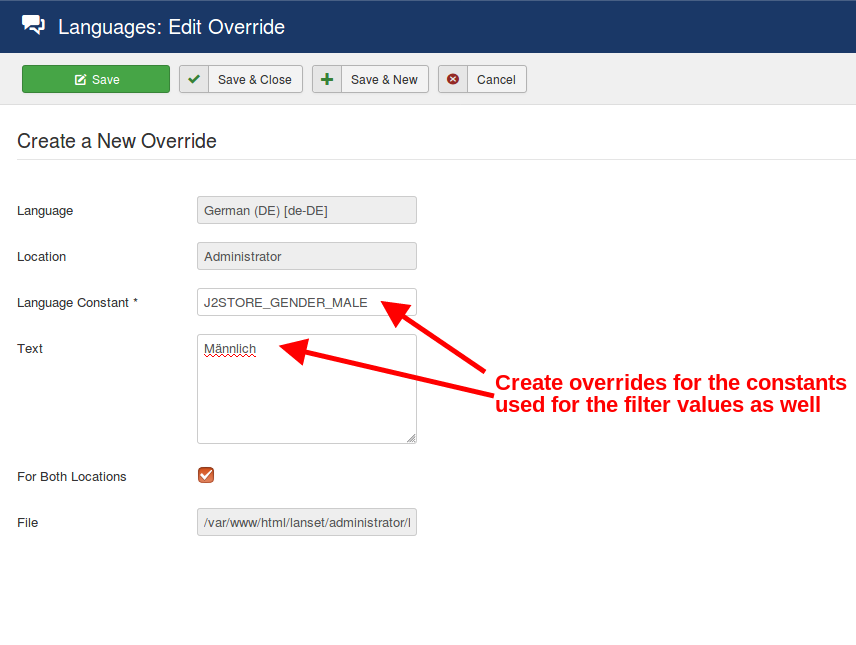 Languages: Edit Override
Save
Save & Close
Save & New
Cancel
Create a New Override
Language
German (DE) [de-DE]
Location
Administrator
Language Constant *
J2STORE_GENDER_MALE
Text
Männlich
Create overrides for the constants
used for the filter values as well
For Both Locations
File
/var/www/html/lanset/administrator/l